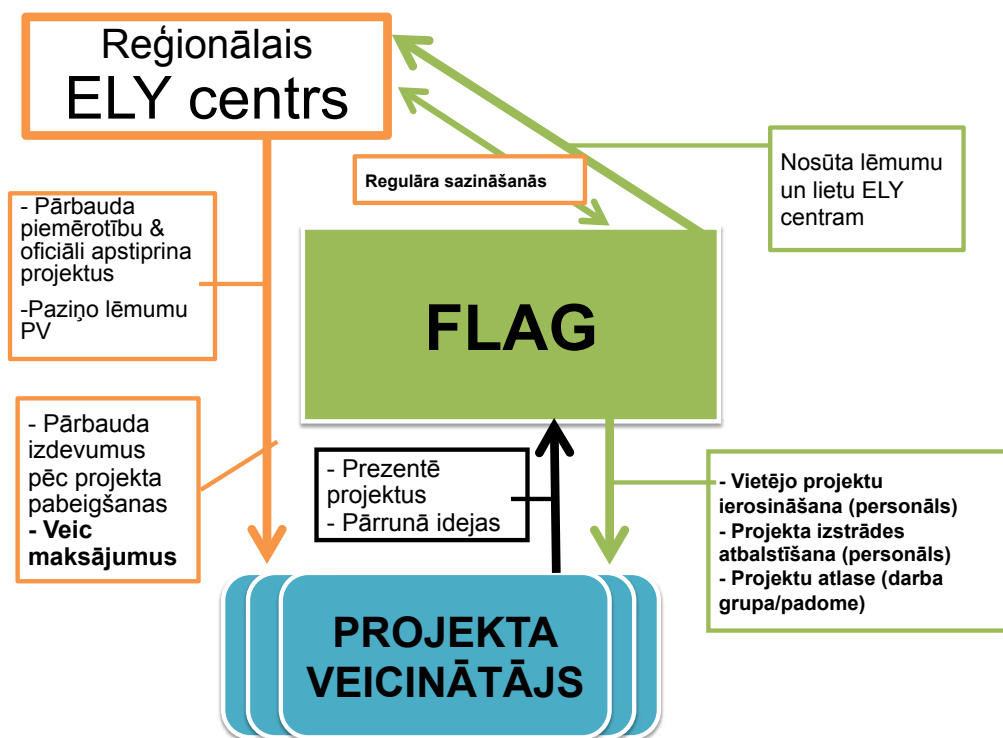 Reģionālais
ELY centrs
Regulāra sazināšanās
Nosūta lēmumu
un lietu ELY
centram
- Pārbauda
piemērotību &
oficiāli apstiprina
projektus
-Paziņo lēmumu
PV
FLAG
- Pārbauda
izdevumus
pēc projekta
pabeigšanas
- Veic
maksājumus
- Prezentē
projektus
- Pārrunā idejas
- Vietējo projektu
ierosināšana (personāls)
- Projekta izstrādes
atbalstīšana (personāls)
- Projektu atlase (darba
grupa/padome)
PROJEKTA
VEICINĀTĀJS